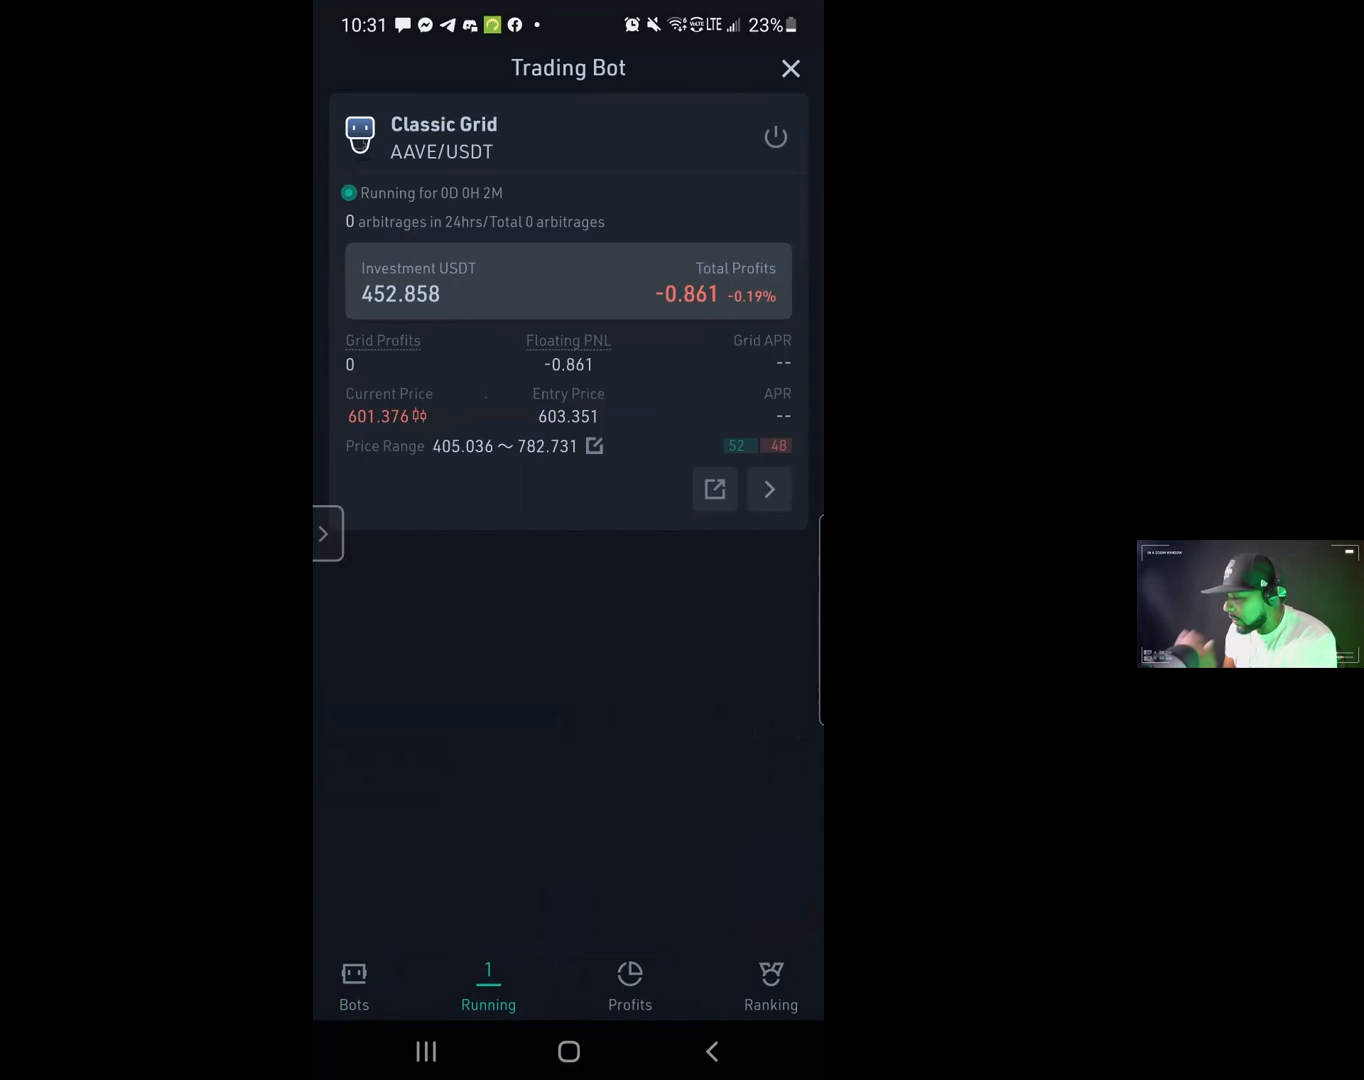 10:31
LTE 23%
Trading Bot
Classic Grid
AAVE/USDT
Running for 0D 0H 2M
0 arbitrages in 24hrs/Total 0 arbitrages
Investment USDT Total Profits
452.858 -0.861 -0.19%
Grid Profits Floating PNL Grid APR
0 -0.861 --
Current Price Entry Price APR
601.376 603.351 --
Price Range 405.036 ~ 782.731 52 48
1
Bots Running Profits Ranking